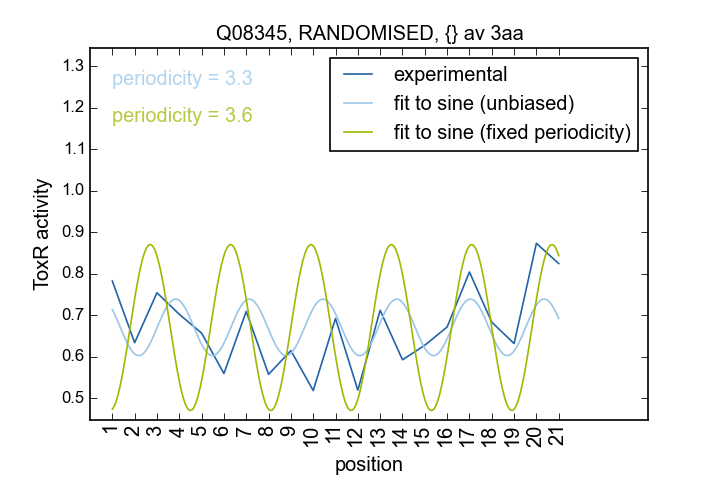 Q08345, RANDOMISED, {} av 3aa
periodicity = 3.3
periodicity = 3.6
experimental
fit to sine (unbiased)
fit to sine (fixed periodicity)
ToxR activity
1.3
1.2
1.1
1.0
0.9
0.8
0.7
0.6
0.5
1 2 3 4 5 6 7 8 9 10 11 12 13 14 15 16 17 18 19 20 21
position